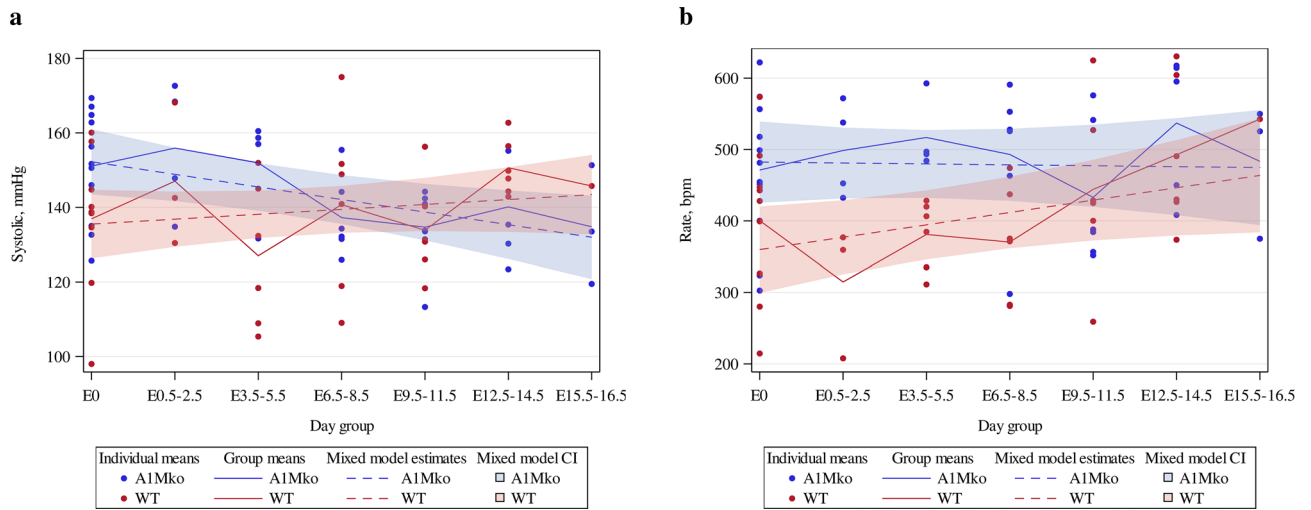 a
180
160
140
120
100
Systolic, mmHg
E0 E0.5-2.5 E3.5-5.5 E6.5-8.5 E9.5-11.5 E12.5-14.5 E15.5-16.5
Day group
Individual means Group means Mixed model estimates Mixed model CI
A1Mko A1Mko A1Mko A1Mko
WT WT WT WT
b
600
500
400
300
200
Rate, bpm
E0 E0.5-2.5 E3.5-5.5 E6.5-8.5 E9.5-11.5 E12.5-14.5 E15.5-16.5
Day group
Individual means Group means Mixed model estimates Mixed model CI
A1Mko A1Mko A1Mko A1Mko
WT WT WT WT